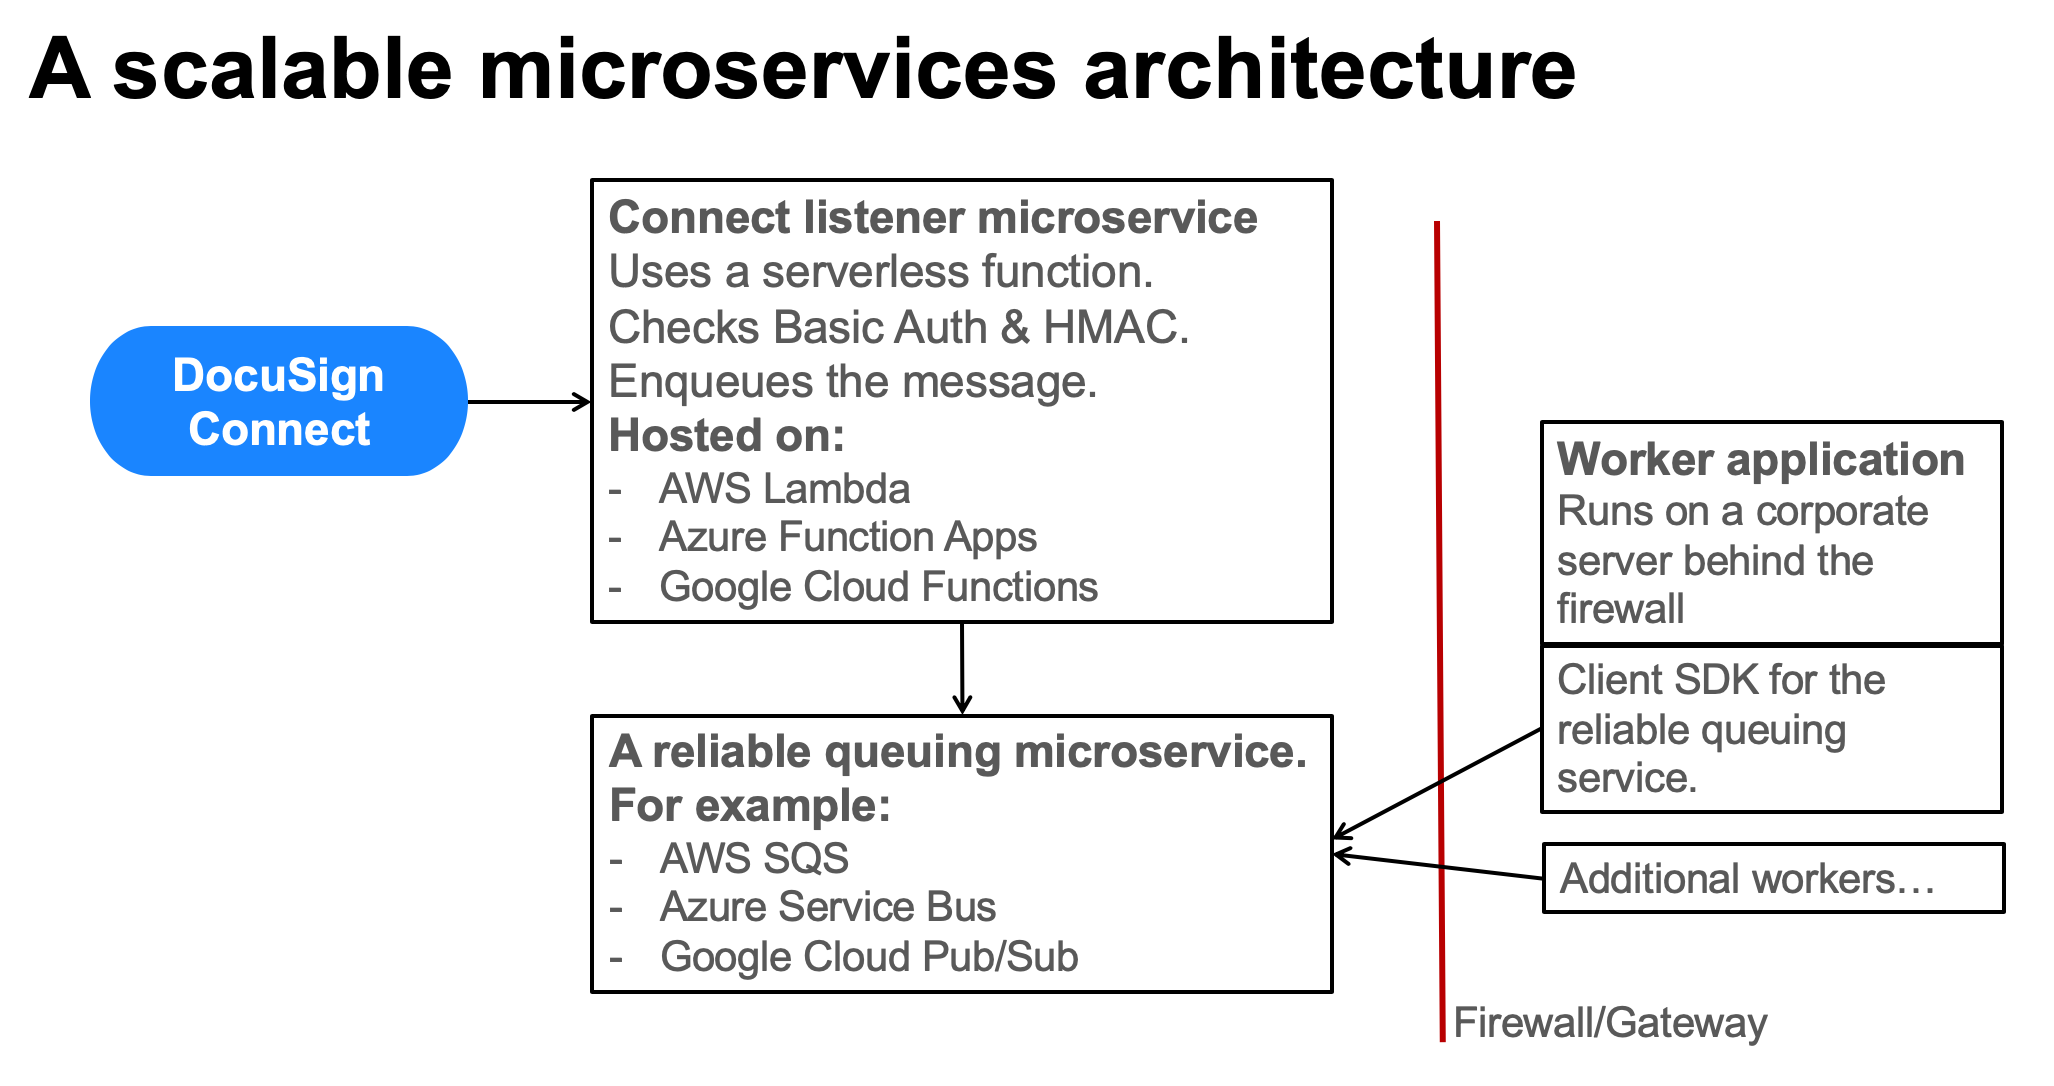 A scalable microservices architecture
DocuSign
Connect
Connect listener microservice
Uses a serverless function.
Checks Basic Auth & HMAC.
Enqueues the message.
Hosted on:
- AWS Lambda
- Azure Function Apps
- Google Cloud Functions
A reliable queuing microservice.
For example:
- AWS SQS
- Azure Service Bus
- Google Cloud Pub/Sub
Worker application
Runs on a corporate
server behind the
firewall
Client SDK for the
reliable queuing
service.
Additional workers…
Firewall/Gateway